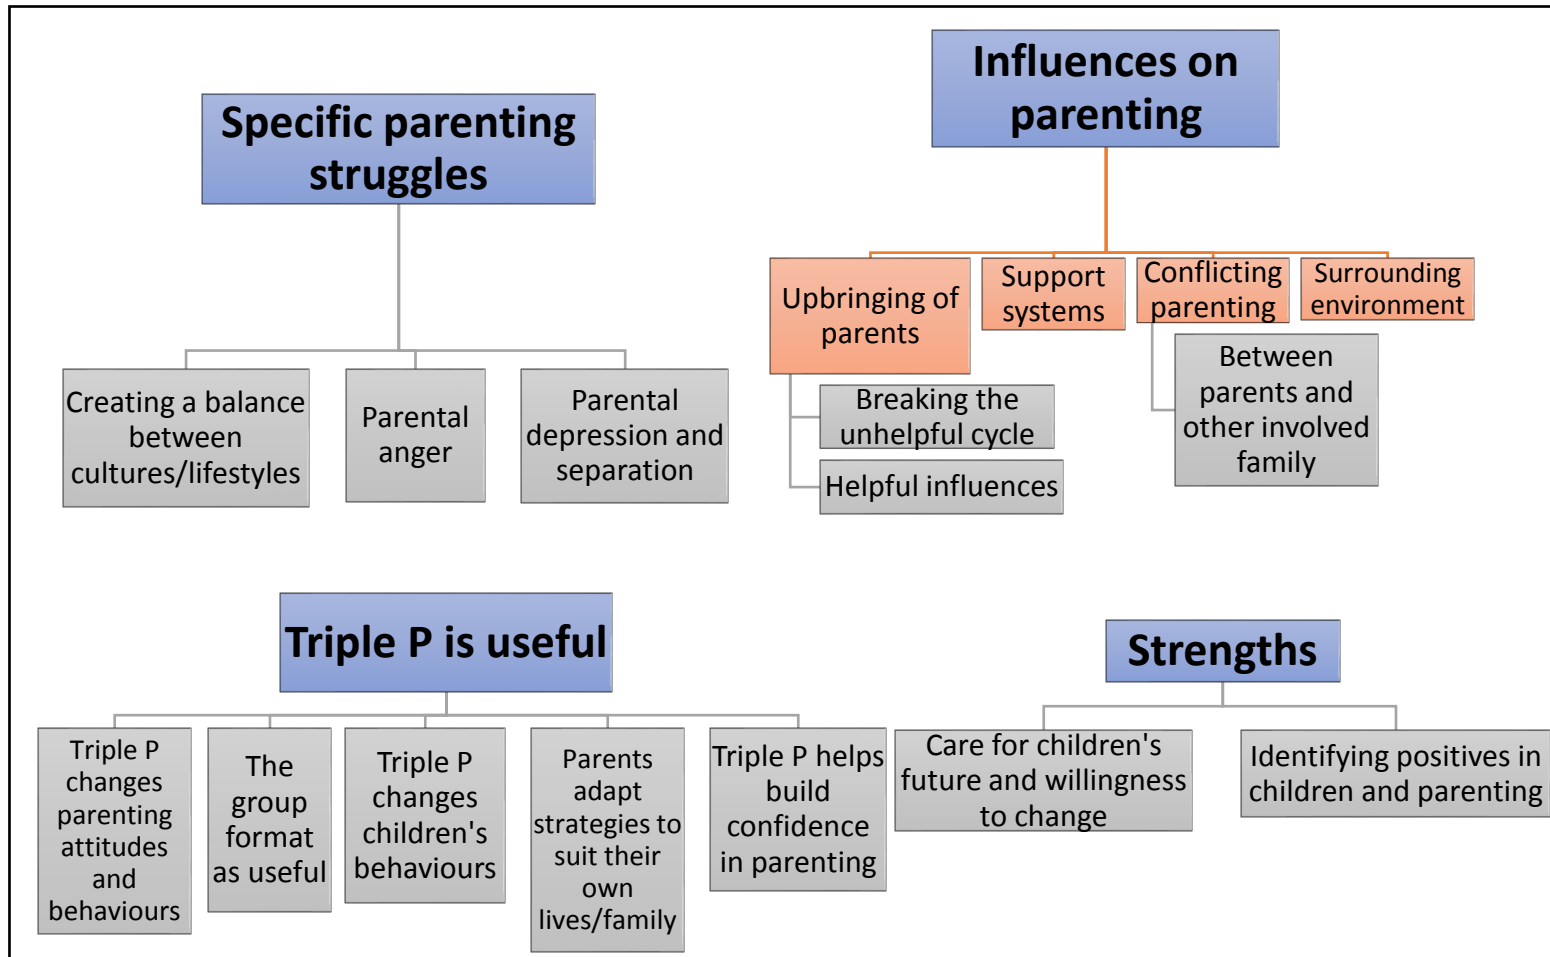 Specific parenting
struggles
Creating a balance
between
cultures/lifestyles
Parental
anger
Parental
depression and
separation
Influences on
parenting
Upbringing of
parents
Breaking the
unhelpful cycle
Helpful influences
Support
systems
Conflicting
parenting
Between
parents and
other involved
family
Surrounding
environment
Triple P is useful
Triple P
changes
parenting
attitudes
and
behaviours
The
group
format
as useful
Triple P
changes
children's
behaviours
Parents
adapt
strategies to
suit their
own
lives/family
Triple P helps
build
confidence
in parenting
Strengths
Care for children's
future and willingness
to change
Identifying positives in
children and parenting